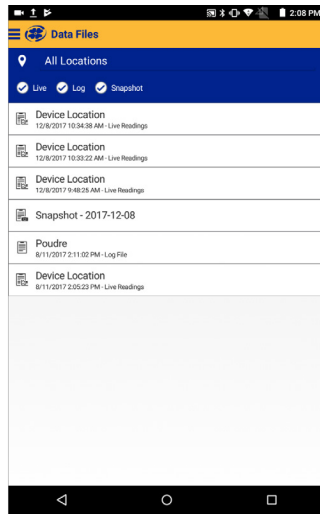 2:08 PM
Data Files
All Locations
Live Log Snapshot
Device Location
12/8/2017 10:34:38 AM - Live Readings
Device Location
12/8/2017 10:33:22 AM - Live Readings
Device Location
12/8/2017 9:48:25 AM - Live Readings
Snapshot - 2017-12-08
Poudre
8/11/2017 2:11:02 PM - Log File
Device Location
8/11/2017 2:05:23 PM - Live Readings